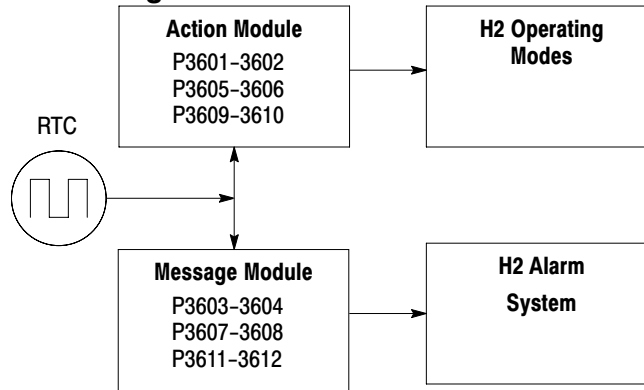 Action Module
P3601-3602
P3605-3606
P3609-3610
H2 Operating
Modes
RTC
Message Module
P3603-3604
P3607-3608
P3611-3612
H2 Alarm
System